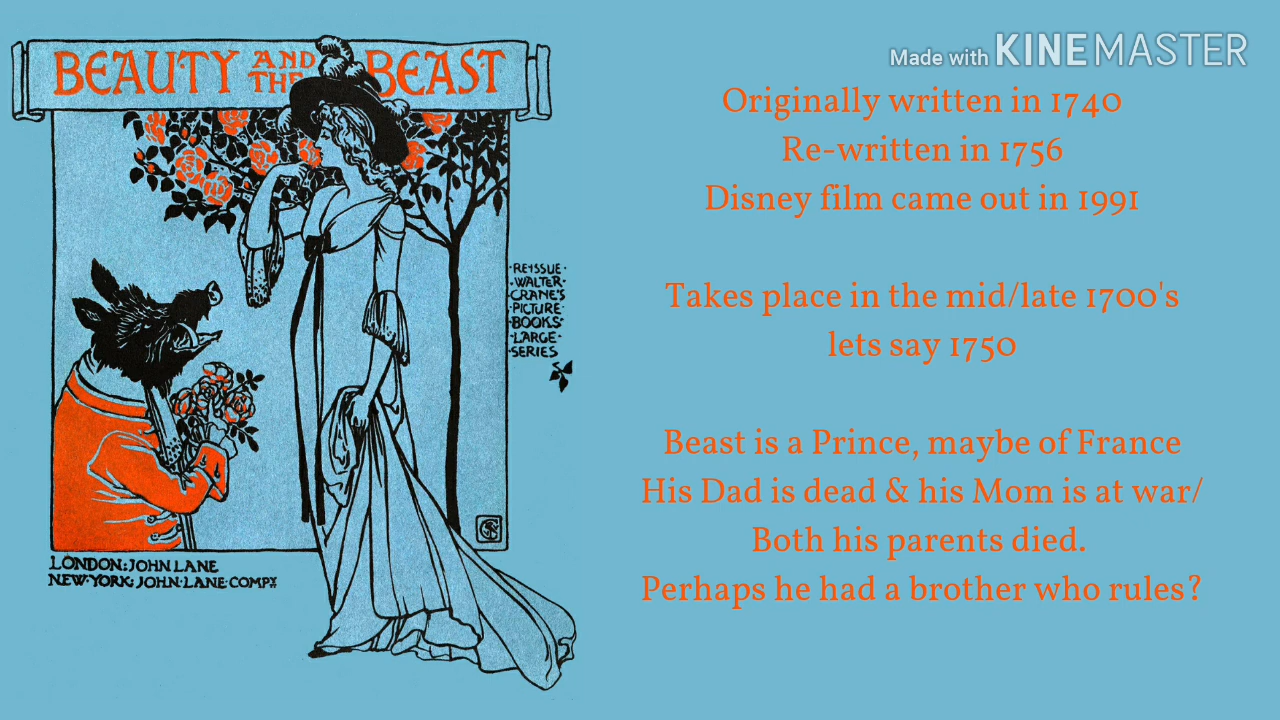 BEAUTY AND THE BEAST
·RE-ISSUE·
·WALTER·
·CRANE'S
·PICTURE·
·BOOKS·
·LARGE·
·SERIES
LONDON: JOHN LANE
NEW·YORK: JOHN·LANE·COMPY
Made with KINEMASTER
Originally written in 1740
Re-written in 1756
Disney film came out in 1991
Takes place in the mid/late 1700's
lets say 1750
Beast is a Prince, maybe of France
His Dad is dead & his Mom is at war/
Both his parents died.
Perhaps he had a brother who rules?